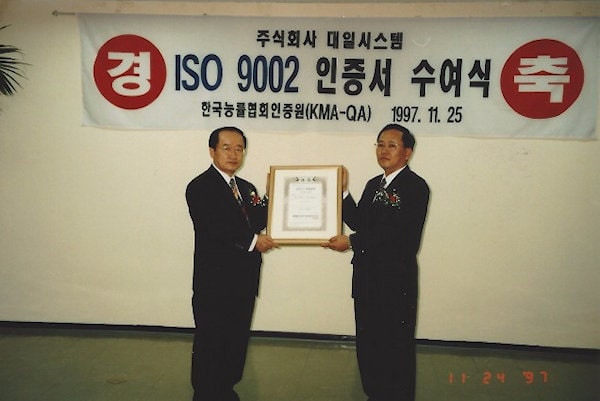 주식회사 대일시스템
경 ISO 9002 인증서 수여식 축
한국능률협회인증원(KMA-QA) 1997. 11. 25
11 24 '97